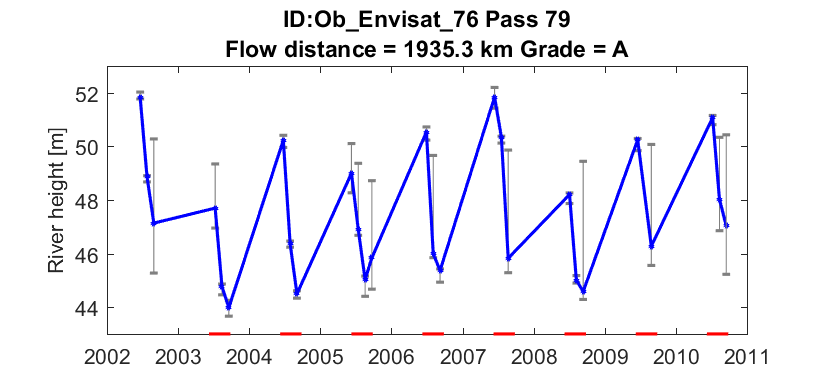 ID:Ob_Envisat_76 Pass 79
Flow distance = 1935.3 km Grade = A
River height [m]
52
50
48
46
44
2002 2003 2004 2005 2006 2007 2008 2009 2010 2011